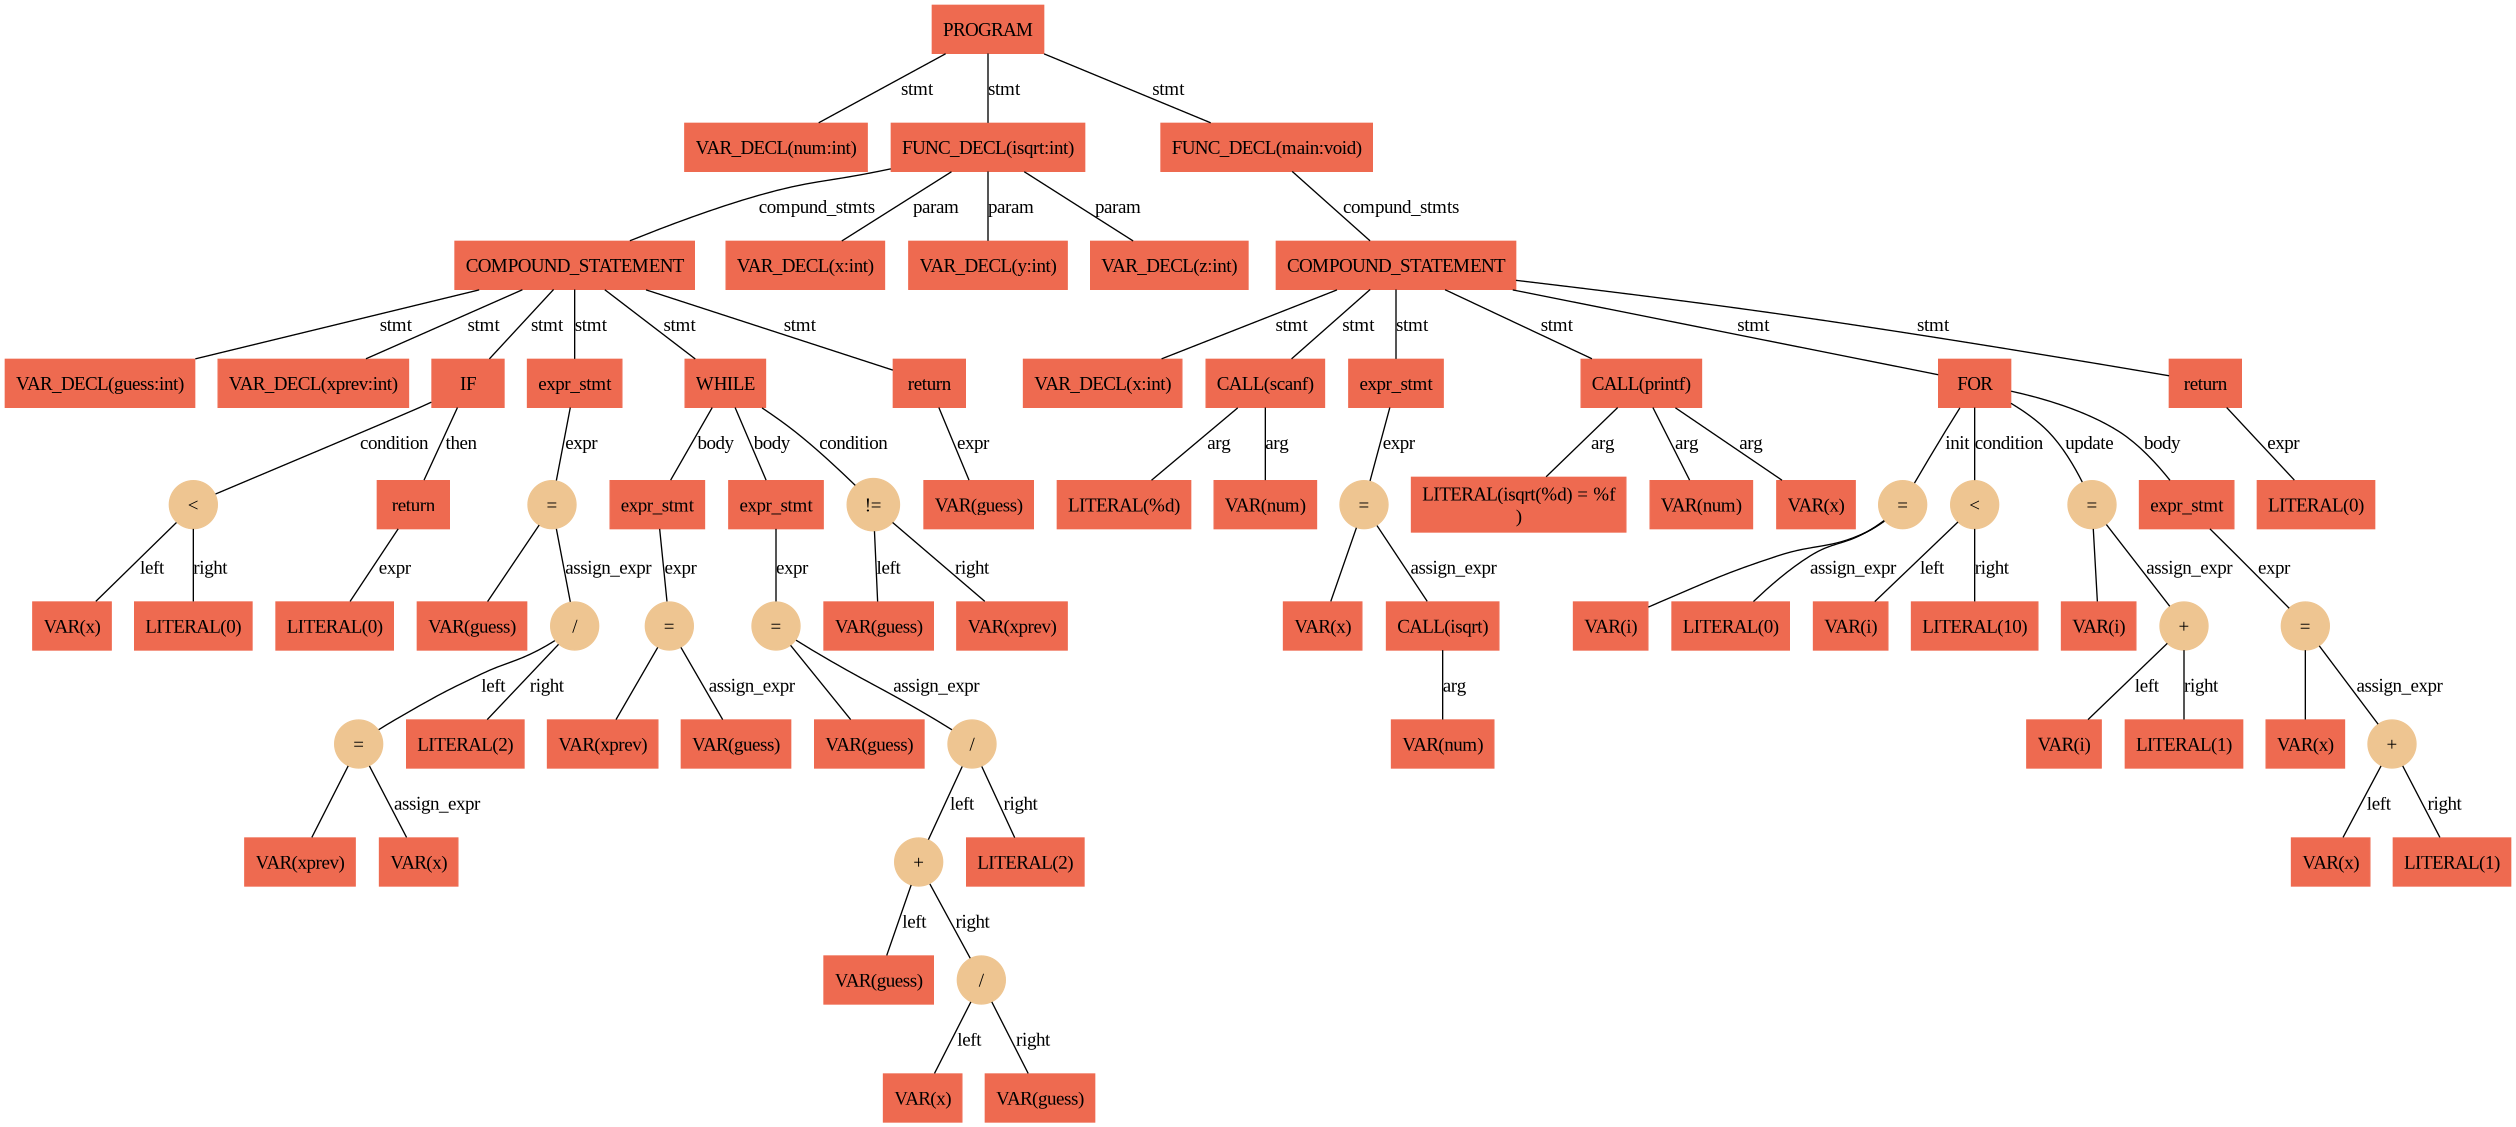 PROGRAM
stmt
stmt
stmt
VAR_DECL(num:int)
FUNC_DECL(isqrt:int)
FUNC_DECL(main:void)
compund_stmts
param
param
param
compund_stmts
COMPOUND_STATEMENT
VAR_DECL(x:int)
VAR_DECL(y:int)
VAR_DECL(z:int)
COMPOUND_STATEMENT
stmt
stmt
stmt
stmt
stmt
stmt
stmt
stmt
stmt
stmt
stmt
stmt
VAR_DECL(guess:int)
VAR_DECL(xprev:int)
IF
expr_stmt
WHILE
return
VAR_DECL(x:int)
CALL(scanf)
expr_stmt
CALL(printf)
FOR
return
condition
then
expr
body
body
condition
expr
arg
arg
expr
arg
arg
arg
init
condition
update
body
expr
<
return
=
expr_stmt
expr_stmt
!=
VAR(guess)
LITERAL(%d)
VAR(num)
=
LITERAL(isqrt(%d) = %f
)
VAR(num)
VAR(x)
=
<
=
expr_stmt
LITERAL(0)
left
right
expr
assign_expr
expr
expr
left
right
assign_expr
assign_expr
left
right
assign_expr
expr
VAR(x)
LITERAL(0)
LITERAL(0)
VAR(guess)
/
=
=
VAR(guess)
VAR(xprev)
VAR(x)
CALL(isqrt)
VAR(i)
LITERAL(0)
VAR(i)
LITERAL(10)
VAR(i)
+
=
left
right
assign_expr
assign_expr
arg
left
right
assign_expr
=
LITERAL(2)
VAR(xprev)
VAR(guess)
VAR(guess)
/
VAR(num)
VAR(i)
LITERAL(1)
VAR(x)
+
assign_expr
left
right
left
right
VAR(xprev)
VAR(x)
+
LITERAL(2)
VAR(x)
LITERAL(1)
left
right
VAR(guess)
/
left
right
VAR(x)
VAR(guess)